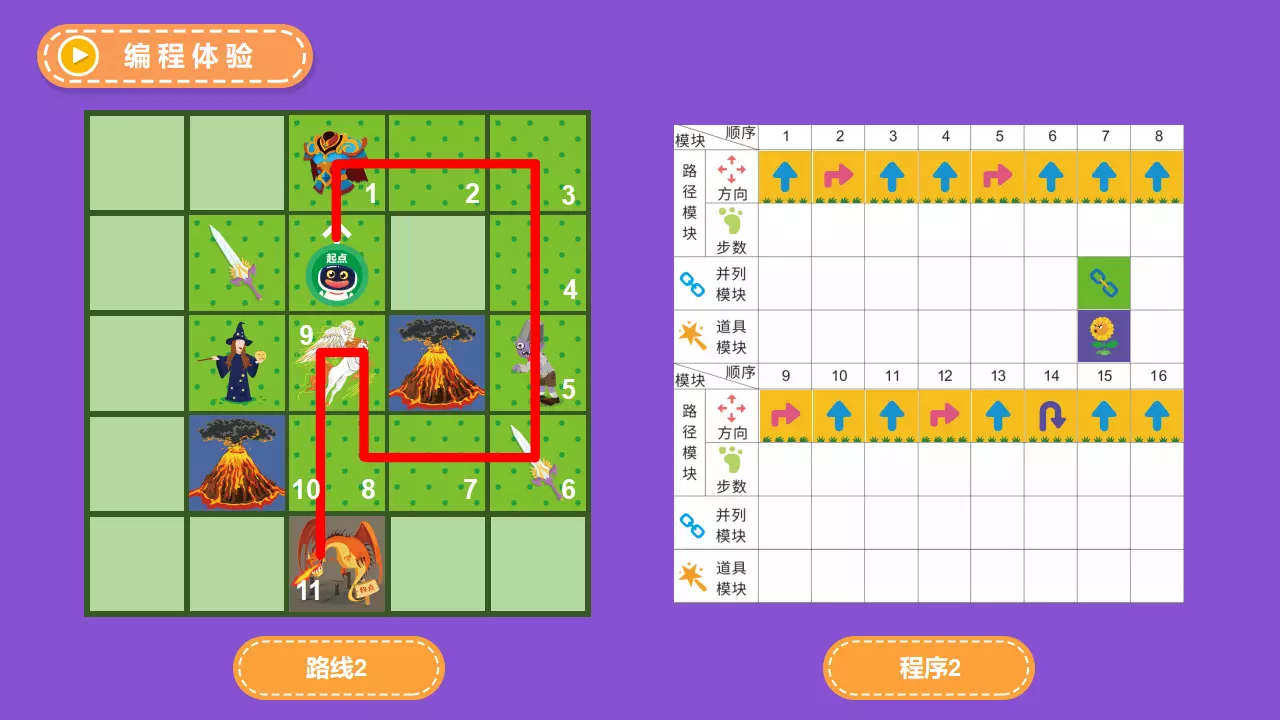 编程体验
1
2
3
起点
4
9
5
10
8
7
6
11
终点
路线2
模块 顺序 1 2 3 4 5 6 7 8
路径模块
方向
步数
并列模块
道具模块
模块 顺序 9 10 11 12 13 14 15 16
路径模块
方向
步数
并列模块
道具模块
程序2